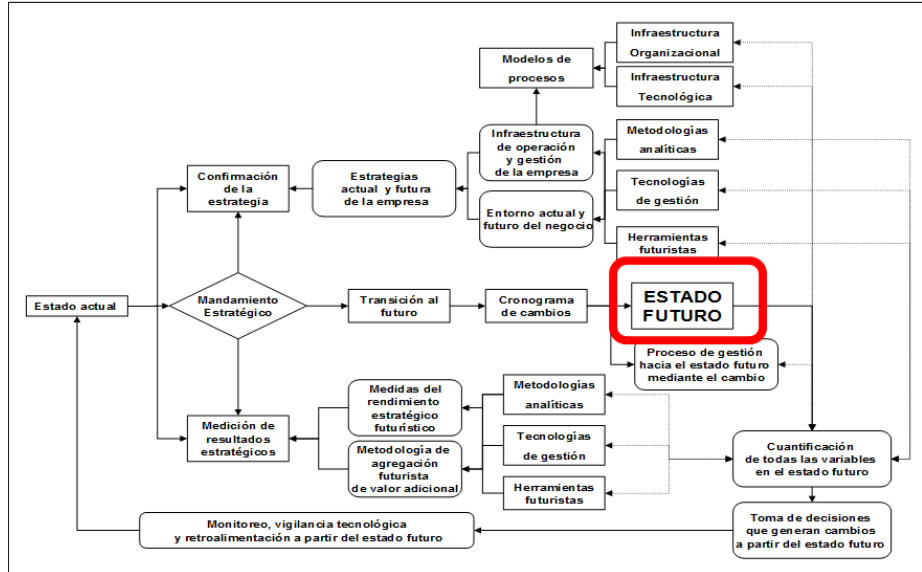 Infraestructura
Organizacional
Modelos de
procesos
Infraestructura
Tecnológica
Infraestructura
de operación
y gestión
de la empresa
Metodologías
analíticas
Confirmación
de la
estrategia
Estrategias
actual y futura
de la empresa
Tecnologías
de gestión
Entorno actual y
futuro del negocio
Herramientas
futuristas
Estado actual
Mandamiento
Estratégico
Transición al
futuro
Cronograma
de cambios
ESTADO
FUTURO
Proceso de gestión
hacia el estado futuro
mediante el cambio
Medición de
resultados
estratégicos
Medidas del
rendimiento
estratégico
futurístico
Metodología de
agregación
futurista
de valor adicional
Metodologías
analíticas
Tecnologías
de gestión
Herramientas
futuristas
Cuantificación
de todas las variables
en el estado futuro
Monitoreo, vigilancia tecnológica
y retroalimentación a partir del estado futuro
Toma de decisiones
que generan cambios
a partir del estado futuro